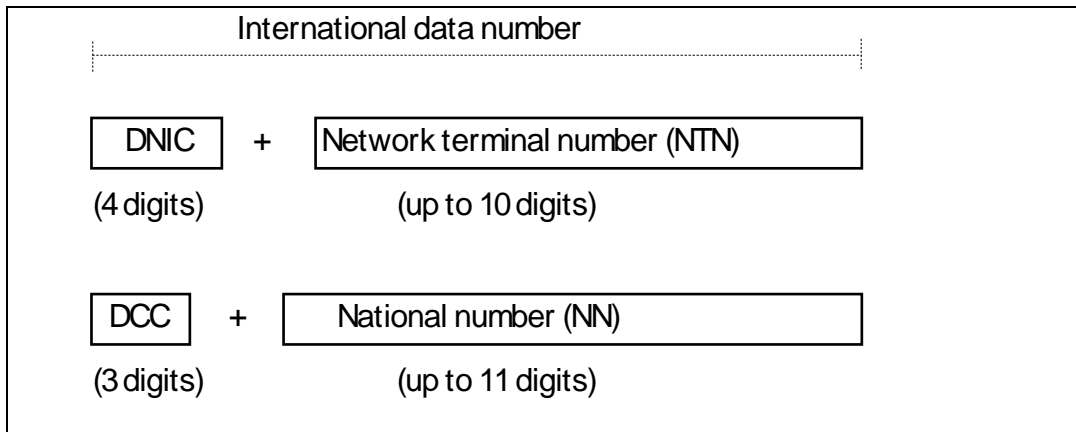 International data number
DNIC + Network terminal number (NTN)
(4 digits) (up to 10 digits)
DCC + National number (NN)
(3 digits) (up to 11 digits)